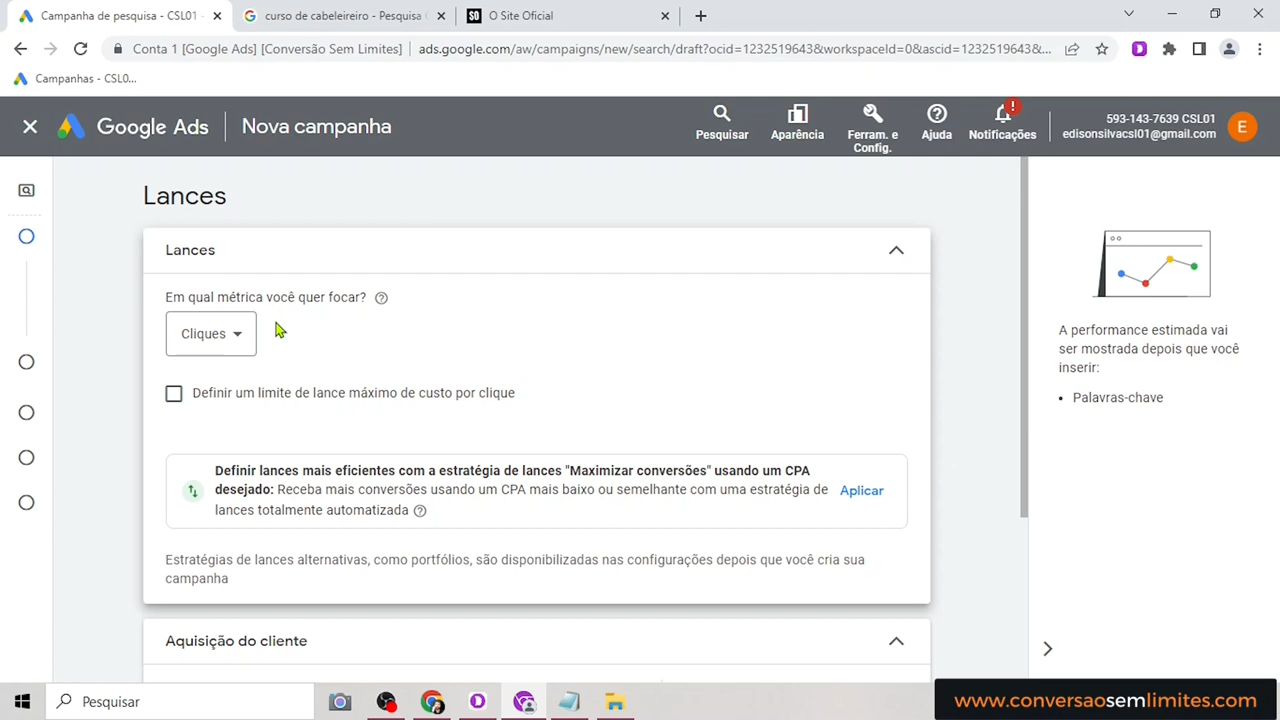 Campanha de pesquisa - CSL01 -
curso de cabeleireiro - Pesquisa
O Site Oficial
Conta 1 [Google Ads] [Conversão Sem Limites]
ads.google.com/aw/campaigns/new/search/draft?ocid=1232519643&workspaceId=0&ascid=1232519643&...
Campanhas - CSL0...
Google Ads
Nova campanha
Pesquisar
Aparência
Ferram. e
Config.
Ajuda
Notificações
593-143-7639 CSL01
edisonsilvacsl01@gmail.com
E
Lances
Lances
Em qual métrica você quer focar?
Cliques
Definir um limite de lance máximo de custo por clique
Definir lances mais eficientes com a estratégia de lances "Maximizar conversões" usando um CPA
desejado: Receba mais conversões usando um CPA mais baixo ou semelhante com uma estratégia de
lances totalmente automatizada
Aplicar
Estratégias de lances alternativas, como portfólios, são disponibilizadas nas configurações depois que você cria sua
campanha
Aquisição do cliente
A performance estimada vai
ser mostrada depois que você
inserir:
• Palavras-chave
Pesquisar
www.conversaosemlimites.com